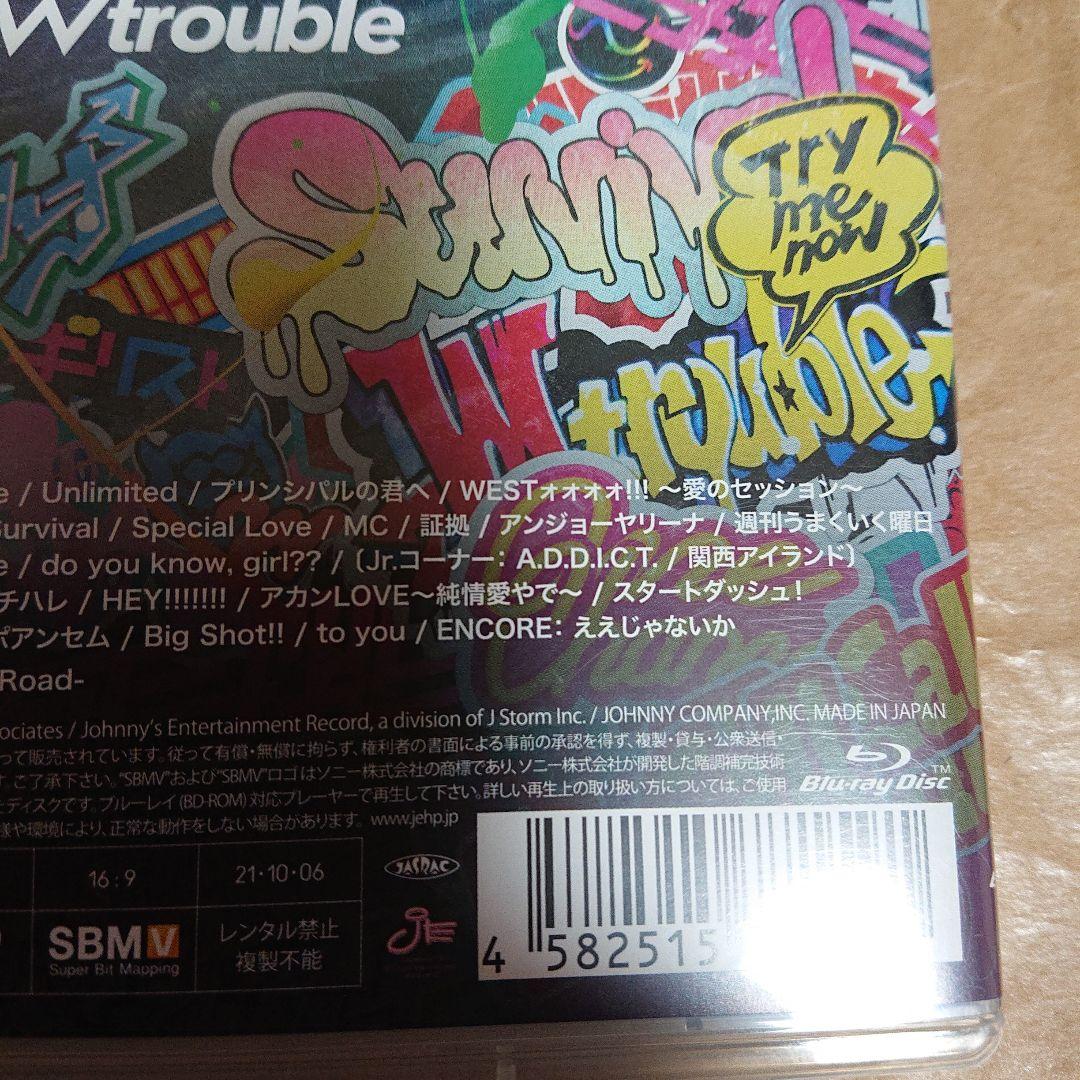 W trouble
Try
me
now
W trouble
e / Unlimited / プリンシパルの君へ / WESTォォォォ!!! ～愛のセッション～
Survival / Special Love / MC / 証拠 / アンジョーヤリーナ / 週刊うまくいく曜日
e / do you know, girl?? / 〔Jr.コーナー: A.D.D.I.C.T. / 関西アイランド〕
チハレ / HEY!!!!!!! / アカンLOVE～純情愛やで～ / スタートダッシュ!
ポアンセム / Big Shot!! / to you / ENCORE: ええじゃないか
Road-
sociates / Johnny's Entertainment Record, a division of J Storm Inc. / JOHNNY COMPANY,INC. MADE IN JAPAN
って販売されています。従って有償・無償に拘らず、権利者の書面による事前の承認を得ず、複製・貸与・公衆送信・
す。ご了承下さい。"SBMV"および"SBMV"ロゴはソニー株式会社の商標であり、ソニー株式会社が開発した階調補完技術
たディスクです。ブルーレイ(BD-ROM)対応プレーヤーで再生して下さい。詳しい再生上の取り扱い方については、ご使用
様や環境により、正常な動作をしない場合があります。 www.jehp.jp
Blu-ray Disc TM
16:9
21・10・06
JASRAC
SBMV
Super Bit Mapping
レンタル禁止
複製不能
JE
4 582515